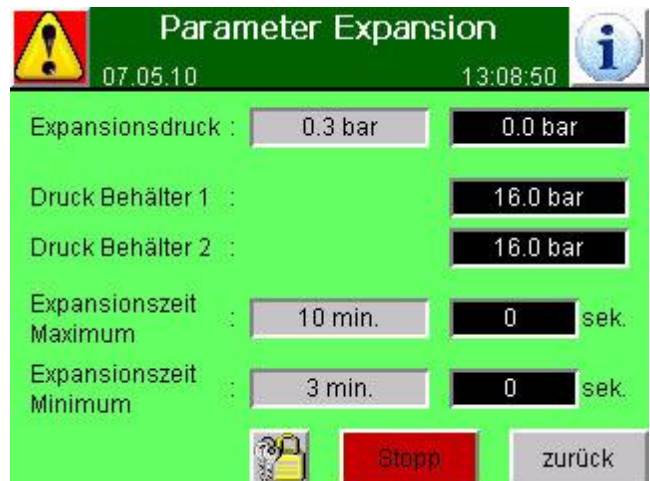 Parameter Expansion
07.05.10 13:08:50
Expansionsdruck : 0.3 bar 0.0 bar
Druck Behälter 1 : 16.0 bar
Druck Behälter 2 : 16.0 bar
Expansionszeit
Maximum : 10 min. 0 sek.
Expansionszeit
Minimum : 3 min. 0 sek.
Stopp zurück